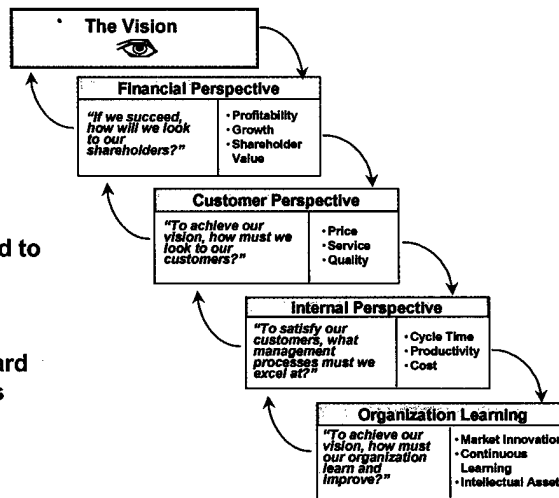 The Vision
Financial Perspective
"If we succeed,
how will we look
to our
shareholders?"
• Profitability
• Growth
• Shareholder
Value
Customer Perspective
"To achieve our
vision, how must we
look to our
customers?"
• Price
• Service
• Quality
d to
Internal Perspective
"To satisfy our
customers, what
management
processes must we
excel at?"
• Cycle Time
• Productivity
• Cost
ard
s
Organization Learning
"To achieve our
vision, how must
our organization
learn and
improve?"
• Market Innovation
• Continuous
Learning
• Intellectual Asset